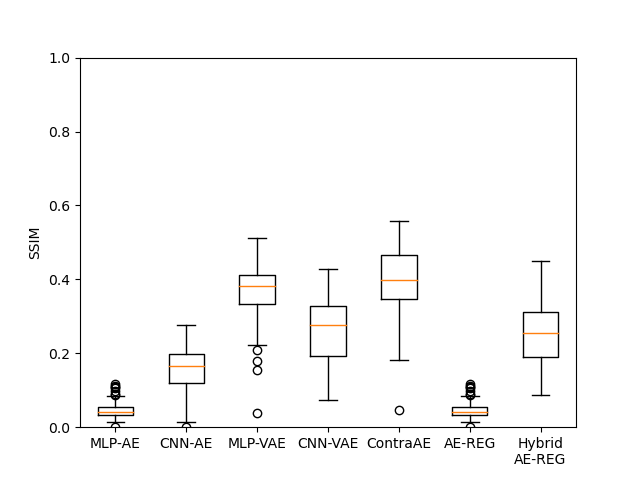 1.0
0.8
0.6
0.4
0.2
0.0
SSIM
MLP-AE
CNN-AE
MLP-VAE
CNN-VAE
ContraAE
AE-REG
Hybrid
AE-REG